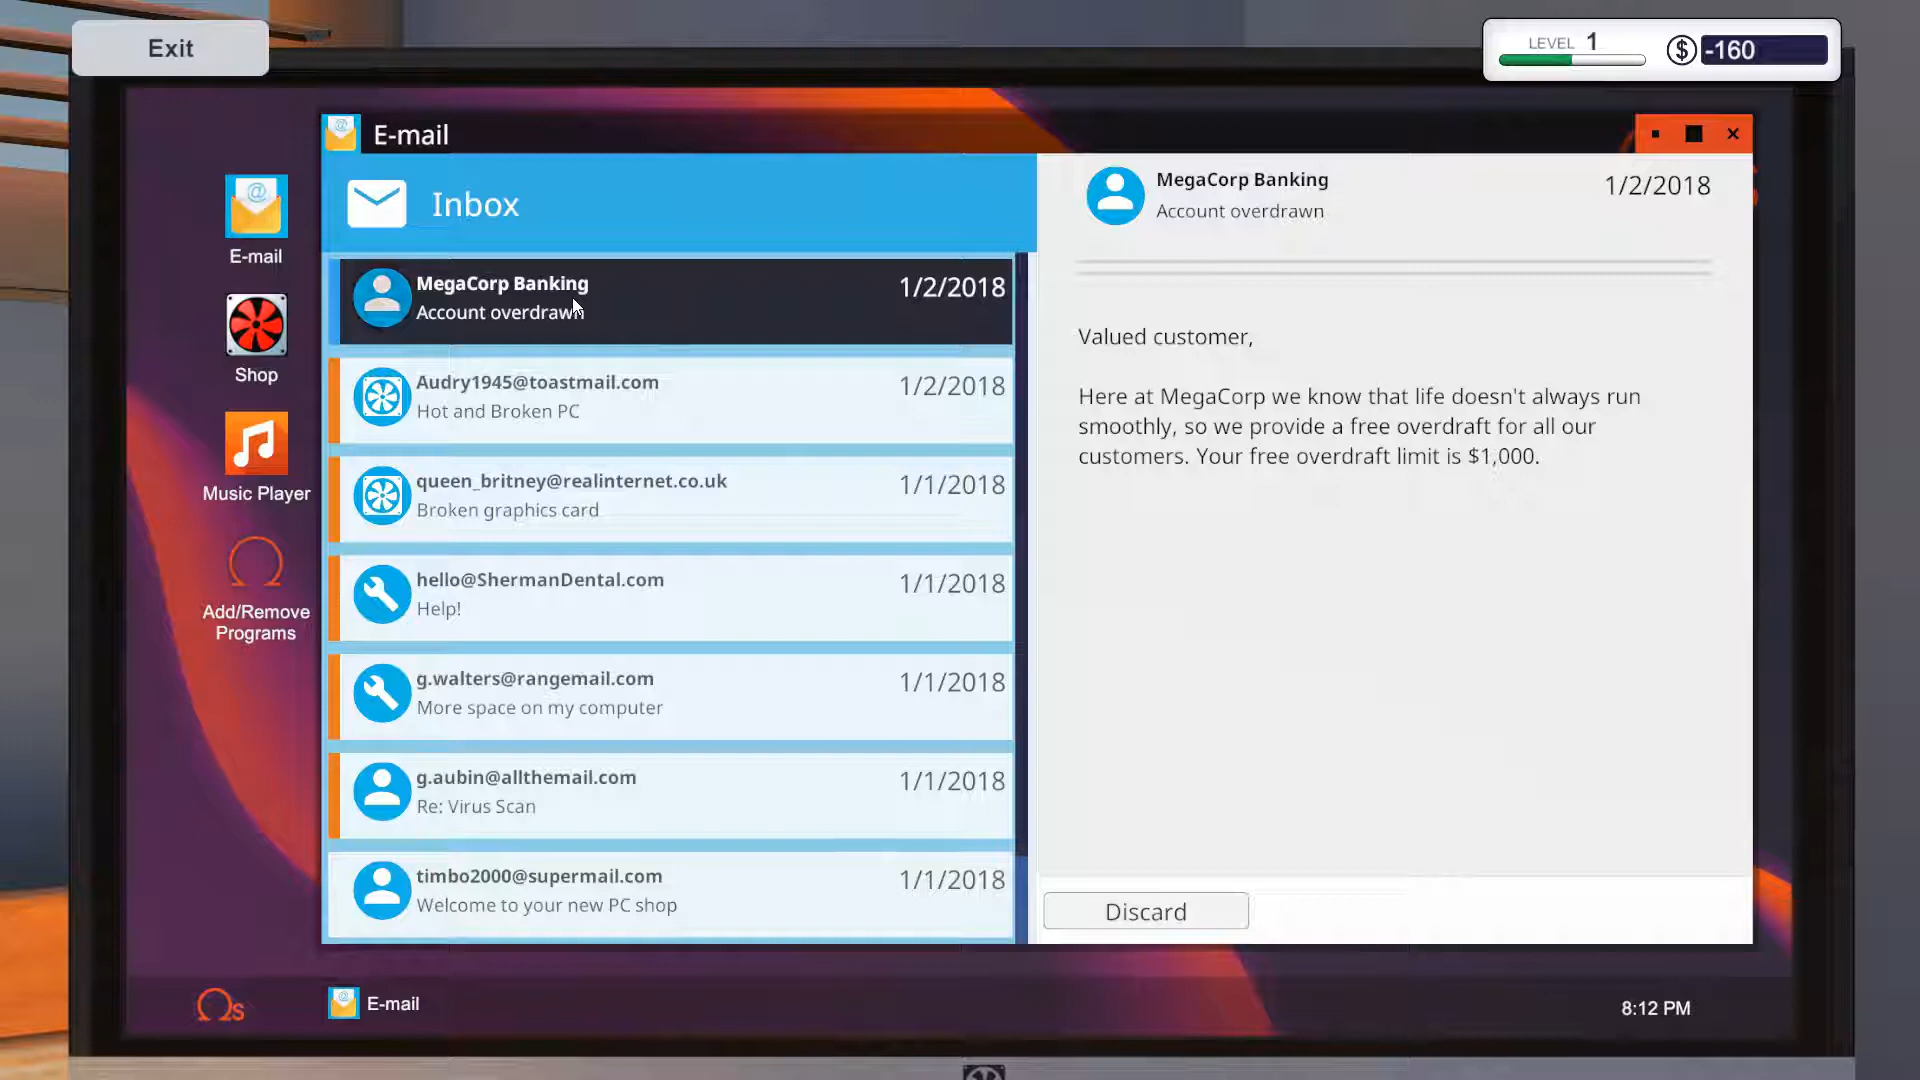 Exit
LEVEL 1
$ -160
E-mail
E-mail
Shop
Music Player
Add/Remove
Programs
Inbox
MegaCorp Banking
1/2/2018
Account overdrawn
Audry1945@toastmail.com
1/2/2018
Hot and Broken PC
queen_britney@realinternet.co.uk
1/1/2018
Broken graphics card
hello@ShermanDental.com
1/1/2018
Help!
g.walters@rangemail.com
1/1/2018
More space on my computer
g.aubin@allthemail.com
1/1/2018
Re: Virus Scan
timbo2000@supermail.com
1/1/2018
Welcome to your new PC shop
MegaCorp Banking
1/2/2018
Account overdrawn
Valued customer,
Here at MegaCorp we know that life doesn't always run
smoothly, so we provide a free overdraft for all our
customers. Your free overdraft limit is $1,000.
Discard
Ωs
E-mail
8:12 PM